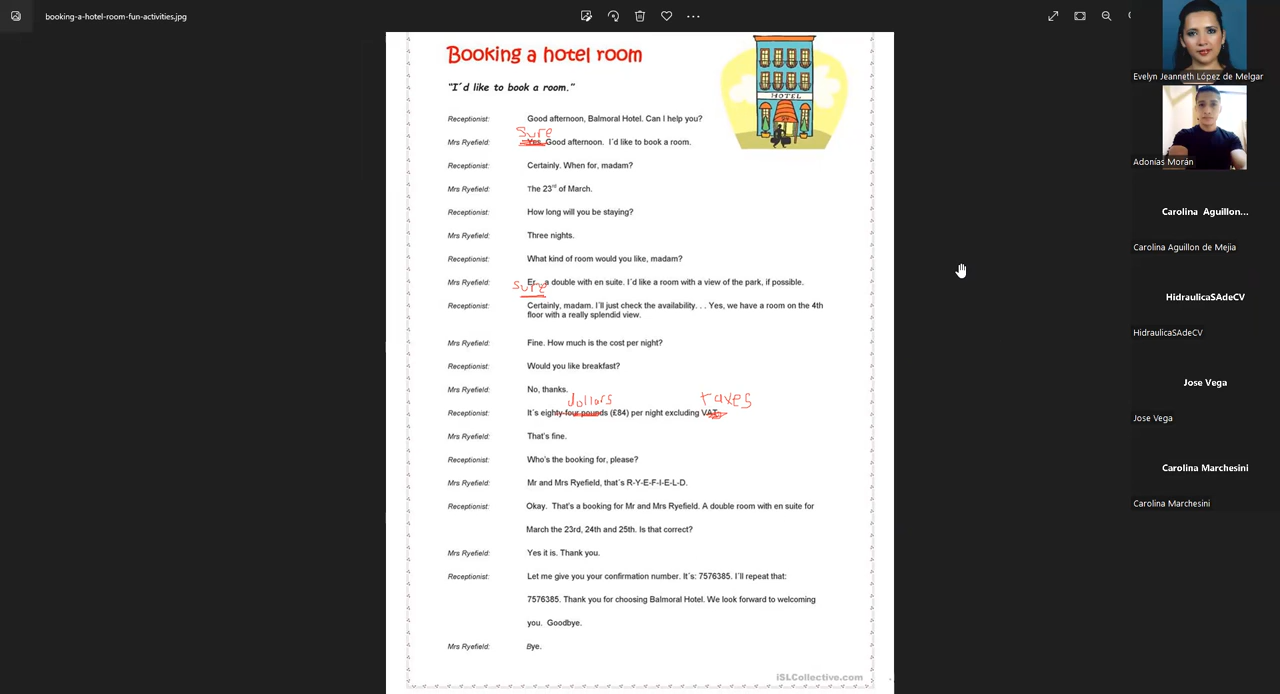 booking-a-hotel-room-fun-activities.jpg
Booking a hotel room
"I´d like to book a room."
HOTEL
Receptionist: Good afternoon, Balmoral Hotel. Can I help you?
Sure
Mrs Ryefield: Yes. Good afternoon. I´d like to book a room.
Receptionist: Certainly. When for, madam?
Mrs Ryefield: The 23rd of March.
Receptionist: How long will you be staying?
Mrs Ryefield: Three nights.
Receptionist: What kind of room would you like, madam?
Mrs Ryefield: Er... a double with en suite. I´d like a room with a view of the park, if possible.
Sure
Receptionist: Certainly, madam. I´ll just check the availability. . . Yes, we have a room on the 4th
floor with a really splendid view.
Mrs Ryefield: Fine. How much is the cost per night?
Receptionist: Would you like breakfast?
Mrs Ryefield: No, thanks.
dollars taxes
Receptionist: It´s eighty-four pounds (£84) per night excluding VAT.
Mrs Ryefield: That's fine.
Receptionist: Who's the booking for, please?
Mrs Ryefield: Mr and Mrs Ryefield, that´s R-Y-E-F-I-E-L-D.
Receptionist: Okay. That's a booking for Mr and Mrs Ryefield. A double room with en suite for
March the 23rd, 24th and 25th. Is that correct?
Mrs Ryefield: Yes it is. Thank you.
Receptionist: Let me give you your confirmation number. It´s: 7576385. I´ll repeat that:
7576385. Thank you for choosing Balmoral Hotel. We look forward to welcoming
you. Goodbye.
Mrs Ryefield: Bye.
iSLCollective.com
Evelyn Jeanneth López de Melgar
Adonías Morán
Carolina Aguillon...
Carolina Aguillon de Mejia
HidraulicaSAdeCV
HidraulicaSAdeCV
Jose Vega
Jose Vega
Carolina Marchesini
Carolina Marchesini